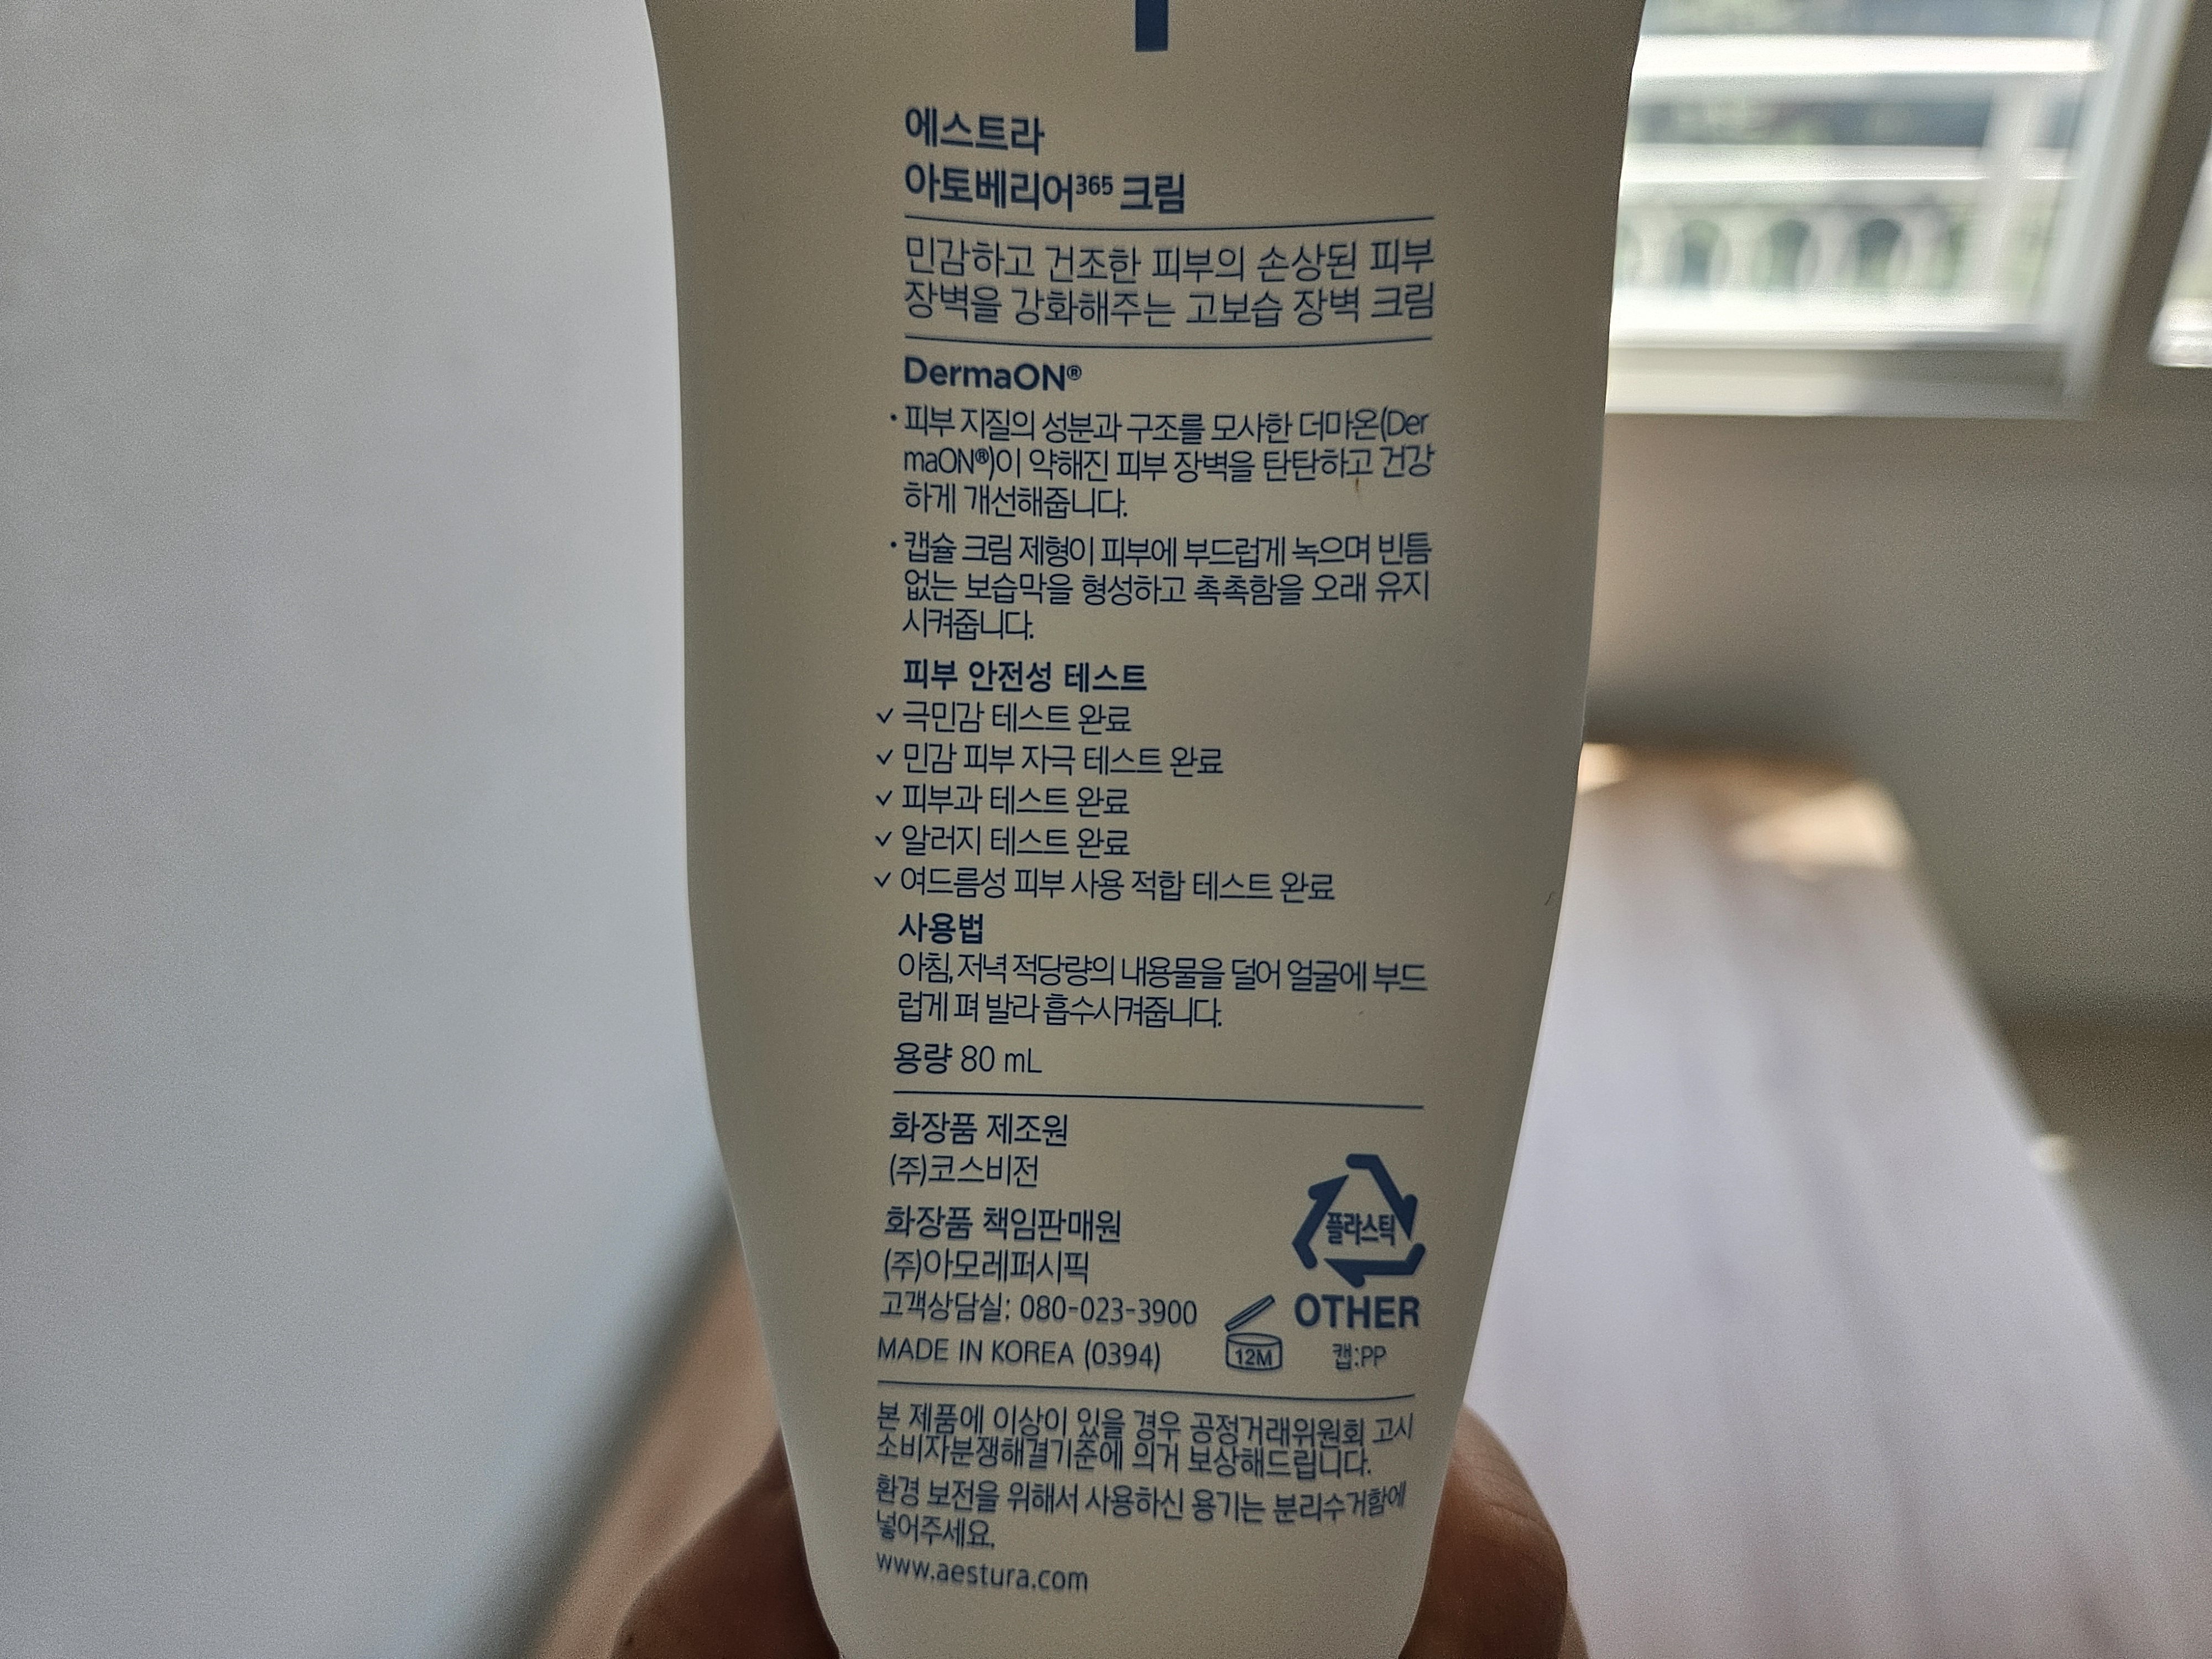 에스트라
아토베리어365 크림
민감하고 건조한 피부의 손상된 피부
장벽을 강화해주는 고보습 장벽 크림
DermaON®
· 피부 지질의 성분과 구조를 모사한 더마온(Der
maON®)이 약해진 피부 장벽을 탄탄하고 건강
하게 개선해줍니다.
· 캡슐 크림 제형이 피부에 부드럽게 녹으며 빈틈
없는 보습막을 형성하고 촉촉함을 오래 유지
시켜줍니다.
피부 안전성 테스트
✓ 극민감 테스트 완료
✓ 민감 피부 자극 테스트 완료
✓ 피부과 테스트 완료
✓ 알러지 테스트 완료
✓ 여드름성 피부 사용 적합 테스트 완료
사용법
아침, 저녁 적당량의 내용물을 덜어 얼굴에 부드
럽게 펴 발라 흡수시켜줍니다.
용량 80 mL
화장품 제조원
(주)코스비전
화장품 책임판매원
(주)아모레퍼시픽
고객상담실: 080-023-3900
MADE IN KOREA (0394)
12M
플라스틱
OTHER
캡:PP
본 제품에 이상이 있을 경우 공정거래위원회 고시
소비자분쟁해결기준에 의거 보상해드립니다.
환경 보전을 위해서 사용하신 용기는 분리수거함에
넣어주세요.
www.aestura.com